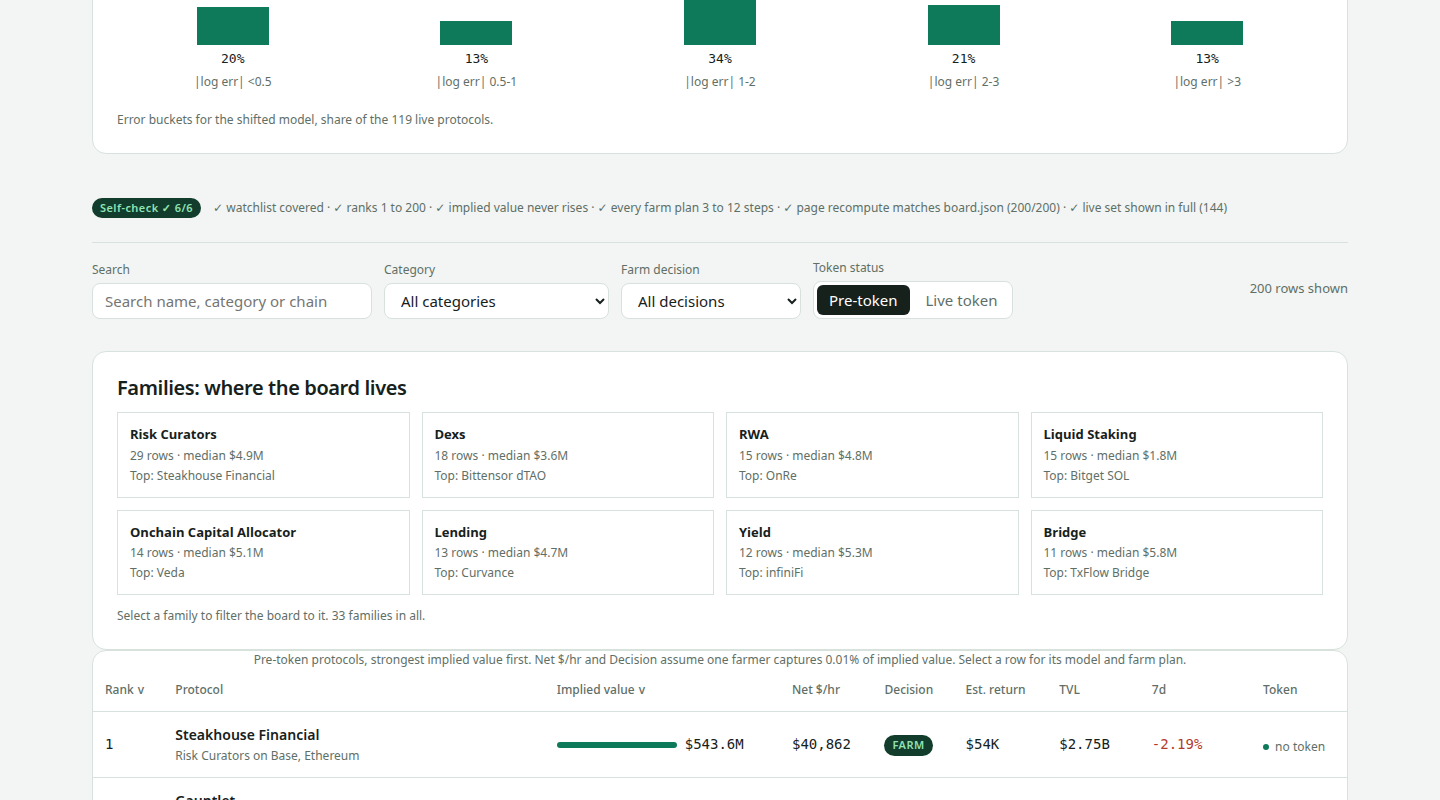 20% 13% 34% 21% 13%
|log err| <0.5 |log err| 0.5-1 |log err| 1-2 |log err| 2-3 |log err| >3
Error buckets for the shifted model, share of the 119 live protocols.
Self-check ✓ 6/6 ✓ watchlist covered · ✓ ranks 1 to 200 · ✓ implied value never rises · ✓ every farm plan 3 to 12 steps · ✓ page recompute matches board.json (200/200) · ✓ live set shown in full (144)
Search Category Farm decision Token status
Search name, category or chain All categories All decisions Pre-token Live token 200 rows shown
Families: where the board lives
Risk Curators
29 rows · median $4.9M
Top: Steakhouse Financial
Dexs
18 rows · median $3.6M
Top: Bittensor dTAO
RWA
15 rows · median $4.8M
Top: OnRe
Liquid Staking
15 rows · median $1.8M
Top: Bitget SOL
Onchain Capital Allocator
14 rows · median $5.1M
Top: Veda
Lending
13 rows · median $4.7M
Top: Curvance
Yield
12 rows · median $5.3M
Top: infiniFi
Bridge
11 rows · median $5.8M
Top: TxFlow Bridge
Select a family to filter the board to it. 33 families in all.
Pre-token protocols, strongest implied value first. Net $/hr and Decision assume one farmer captures 0.01% of implied value. Select a row for its model and farm plan.
Rank v Protocol Implied value v Net $/hr Decision Est. return TVL 7d Token
1 Steakhouse Financial $543.6M $40,862 FARM $54K $2.75B -2.19% no token
Risk Curators on Base, Ethereum
Gauntlet